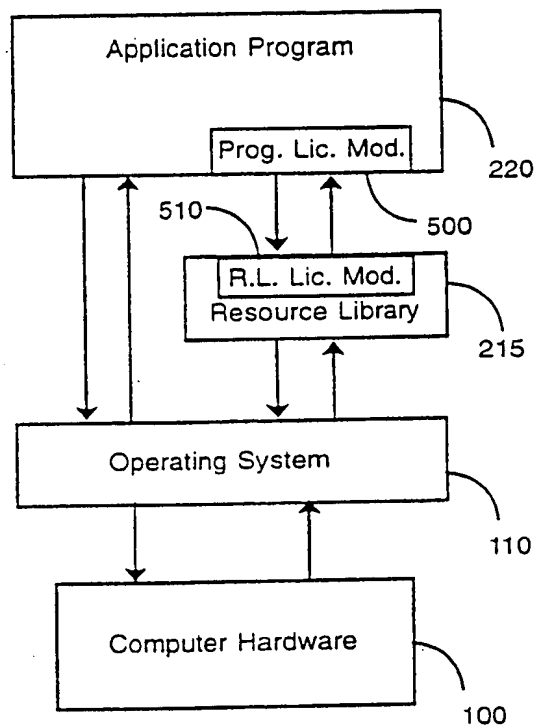 Application Program
Prog. Lic. Mod.
220
500
510
R.L. Lic. Mod.
Resource Library
215
Operating System
110
Computer Hardware
100